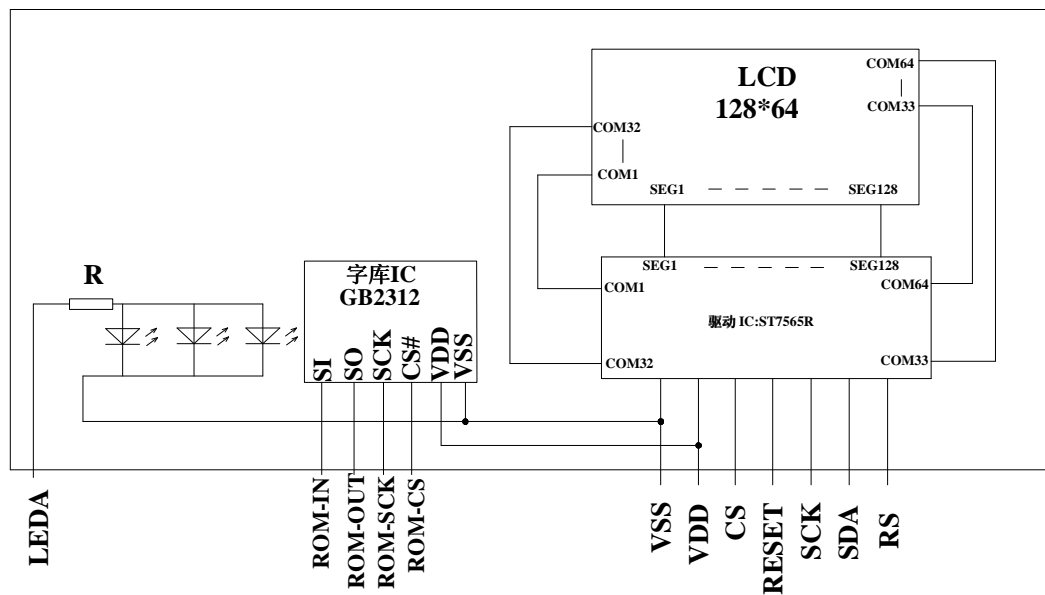 LCD
128*64
COM64
COM33
COM32
COM1
SEG1
SEG128
SEG1
SEG128
COM1
COM64
驱动 IC:ST7565R
COM32
COM33
R
字库IC
GB2312
SI
SO
SCK
CS#
VDD
VSS
LEDA
ROM-IN
ROM-OUT
ROM-SCK
ROM-CS
VSS
VDD
CS
RESET
SCK
SDA
RS